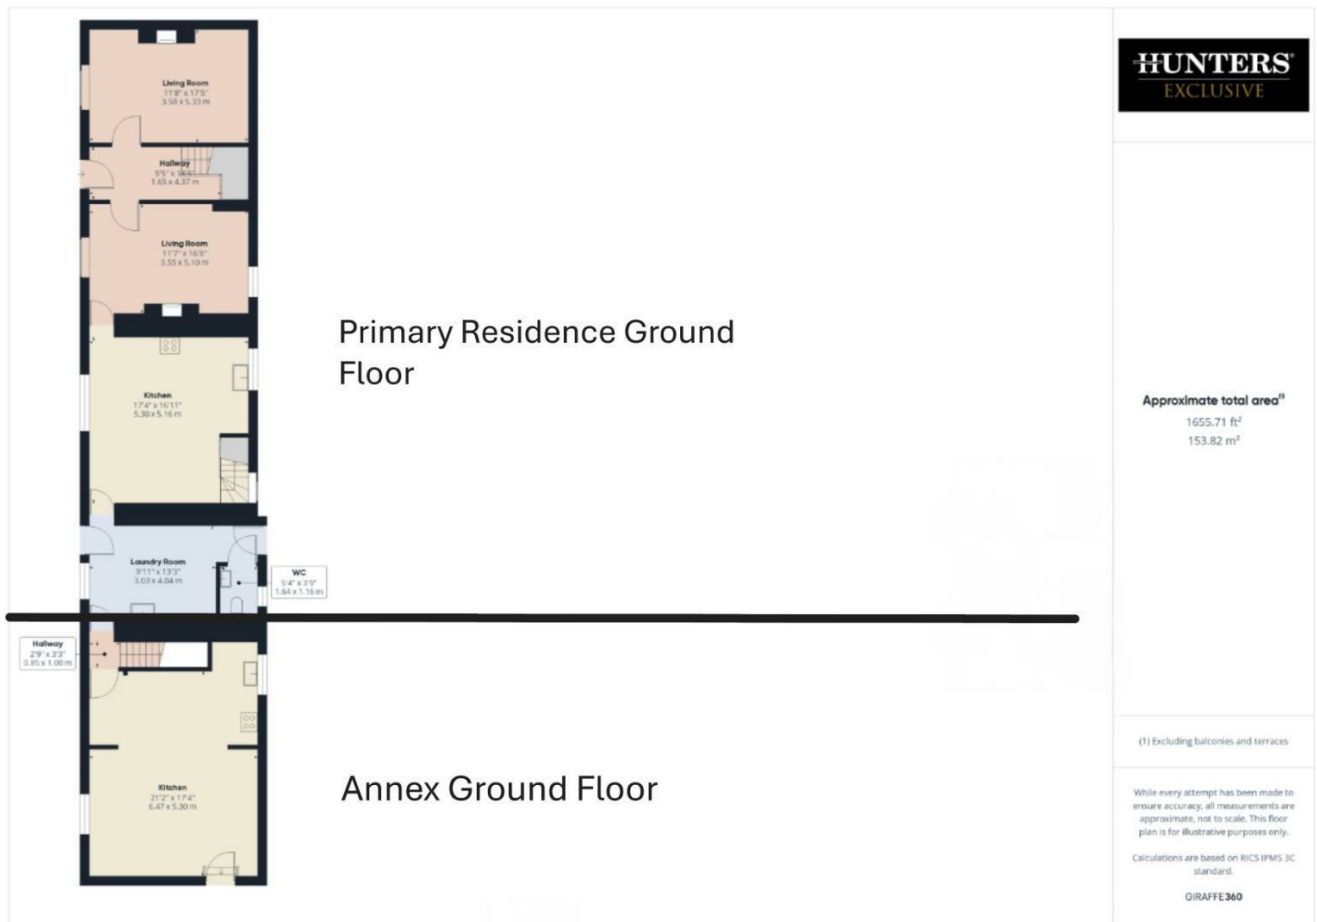 HUNTERS
EXCLUSIVE
Living Room
11'8" x 17'5"
3.58 x 5.33 m
Hallway
5'5" x
1.65 x 4.37 m
Living Room
11'7" x 16'8"
3.55 x 5.10 m
Primary Residence Ground
Floor
Kitchen
17'4" x 16'11"
5.30 x 5.16 m
Approximate total area(1)
1655.71 ft²
153.82 m²
Laundry Room
9'11" x 13'3"
3.03 x 4.04 m
WC
5'4" x 3'9"
1.64 x 1.16 m
Hallway
2'9" x 3'3"
0.85 x 1.00 m
Kitchen
21'2" x 17'4"
6.47 x 5.30 m
Annex Ground Floor
(1) Excluding balconies and terraces
While every attempt has been made to
ensure accuracy, all measurements are
approximate, not to scale. This floor
plan is for illustrative purposes only.
Calculations are based on RICS IPMS 3C
standard.
GIRAFFE360